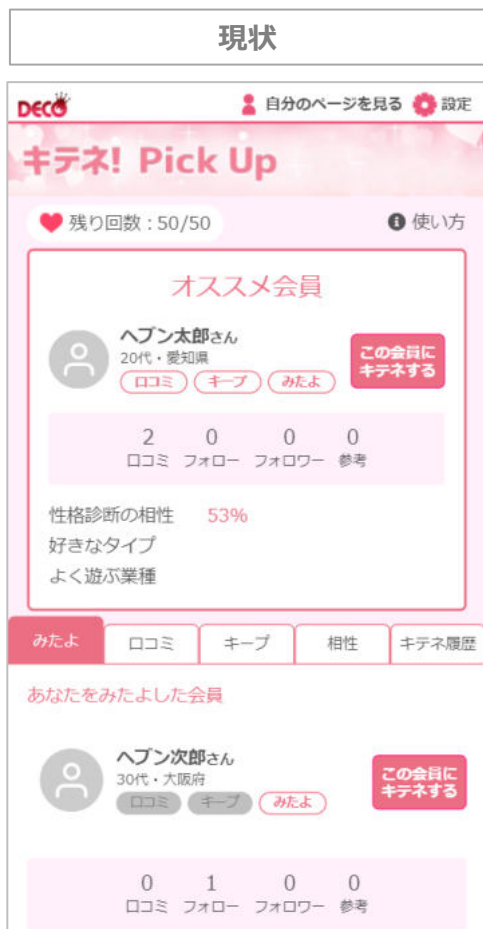 現状
DECO
自分のページを見る 設定
キテネ! Pick Up
残り回数:50/50
使い方
オススメ会員
ヘブン太郎さん
20代・愛知県
口コミ キープ みたよ
この会員に
キテネする
2 0 0 0
口コミ フォロー フォロワー 参考
性格診断の相性 53%
好きなタイプ
よく遊ぶ業種
みたよ 口コミ キープ 相性 キテネ履歴
あなたをみたよした会員
ヘブン次郎さん
30代・大阪府
口コミ キープ みたよ
この会員に
キテネする
0 1 0 0
口コミ フォロー フォロワー 参考